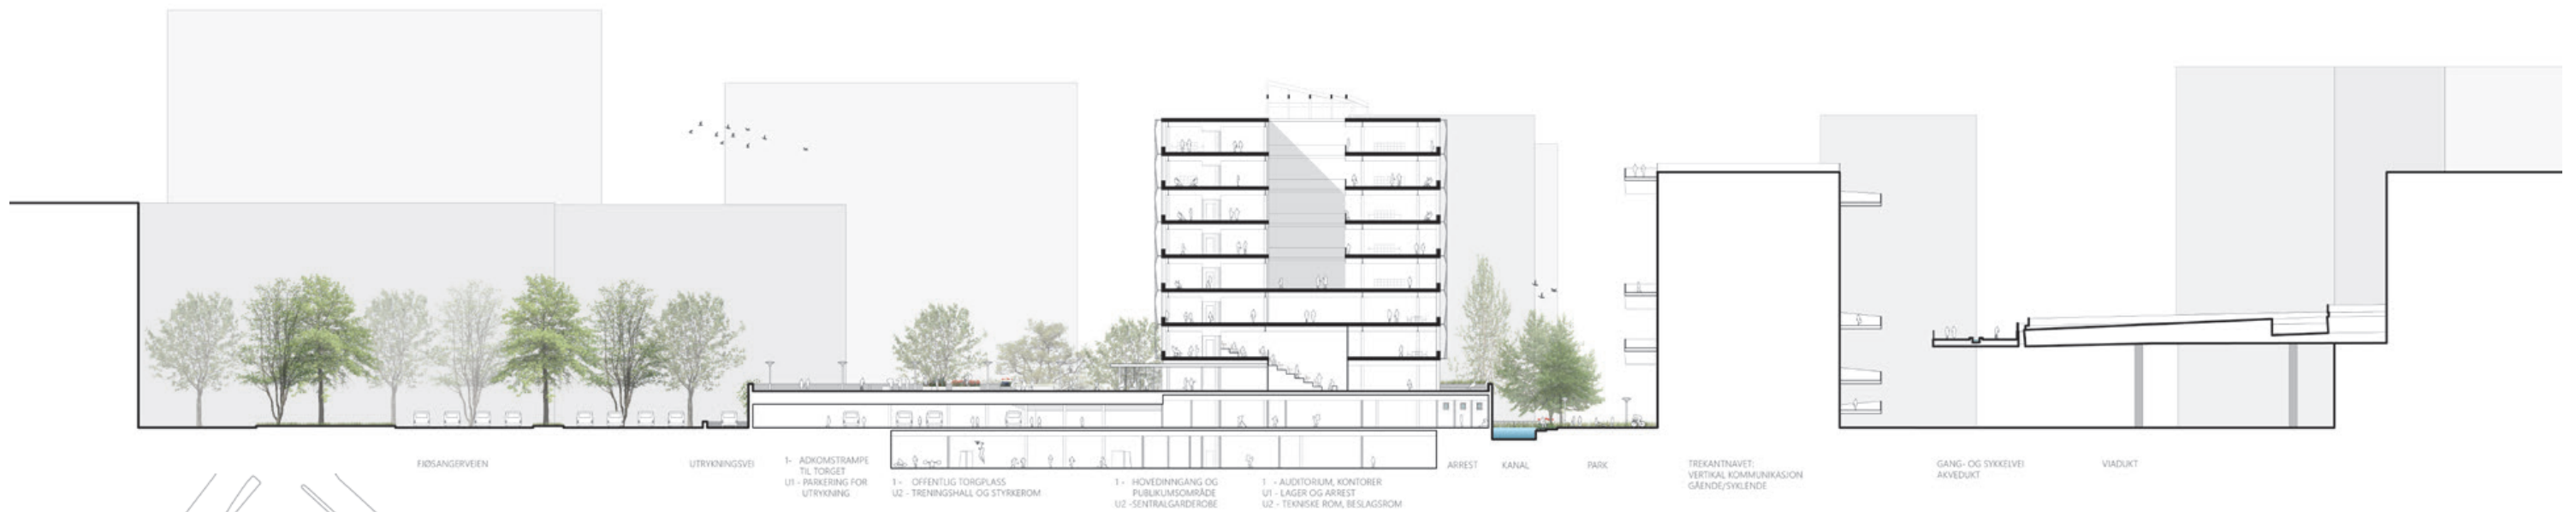 FJØSANGERVEIEN
UTRYKNINGSVEI
1- ADKOMSTRAMPE
TIL TORGET
U1 - PARKERING FOR
UTRYKNING
1- OFFENTLIG TORGPLASS
U2 - TRENINGSHALL OG STYRKEROM
1 - HOVEDINNGANG OG
PUBLIKUMSOMRÅDE
U2 -SENTRALGARDEROBE
1 - AUDITORIUM, KONTORER
U1 - LAGER OG ARREST
U2 - TEKNISKE ROM, BESLAGSROM
ARREST
KANAL
PARK
TREKANTNAVET:
VERTIKAL KOMMUNIKASJON
GÅENDE/SYKLENDE
GANG- OG SYKKELVEI
AKVEDUKT
VIADUKT